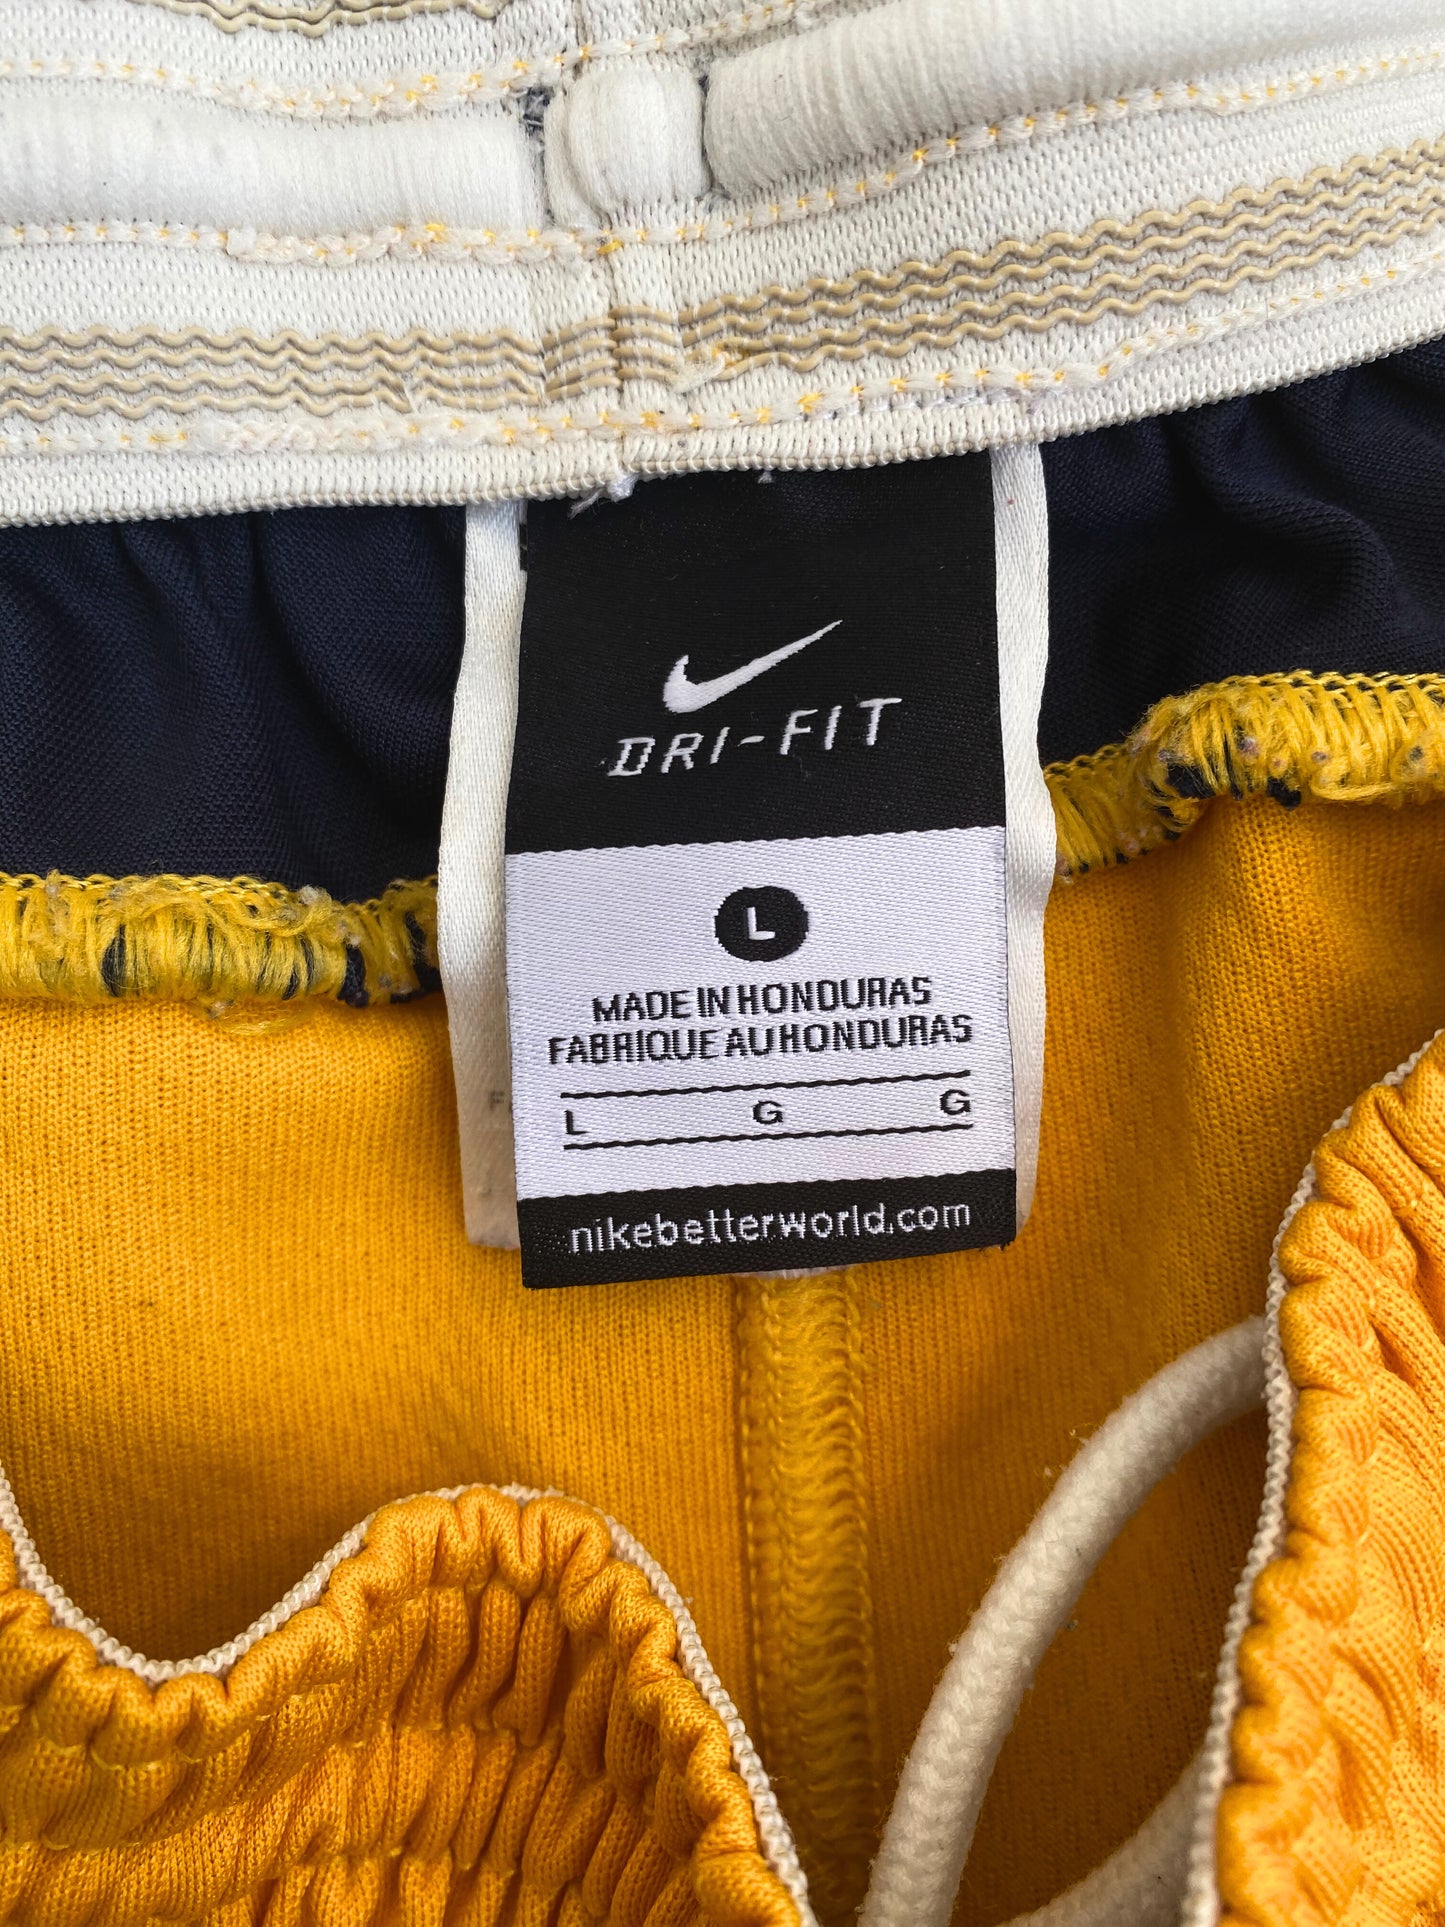 DRI-FIT
L
MADE IN HONDURAS
FABRIQUE AU HONDURAS
L G G
nikebetterworld.com